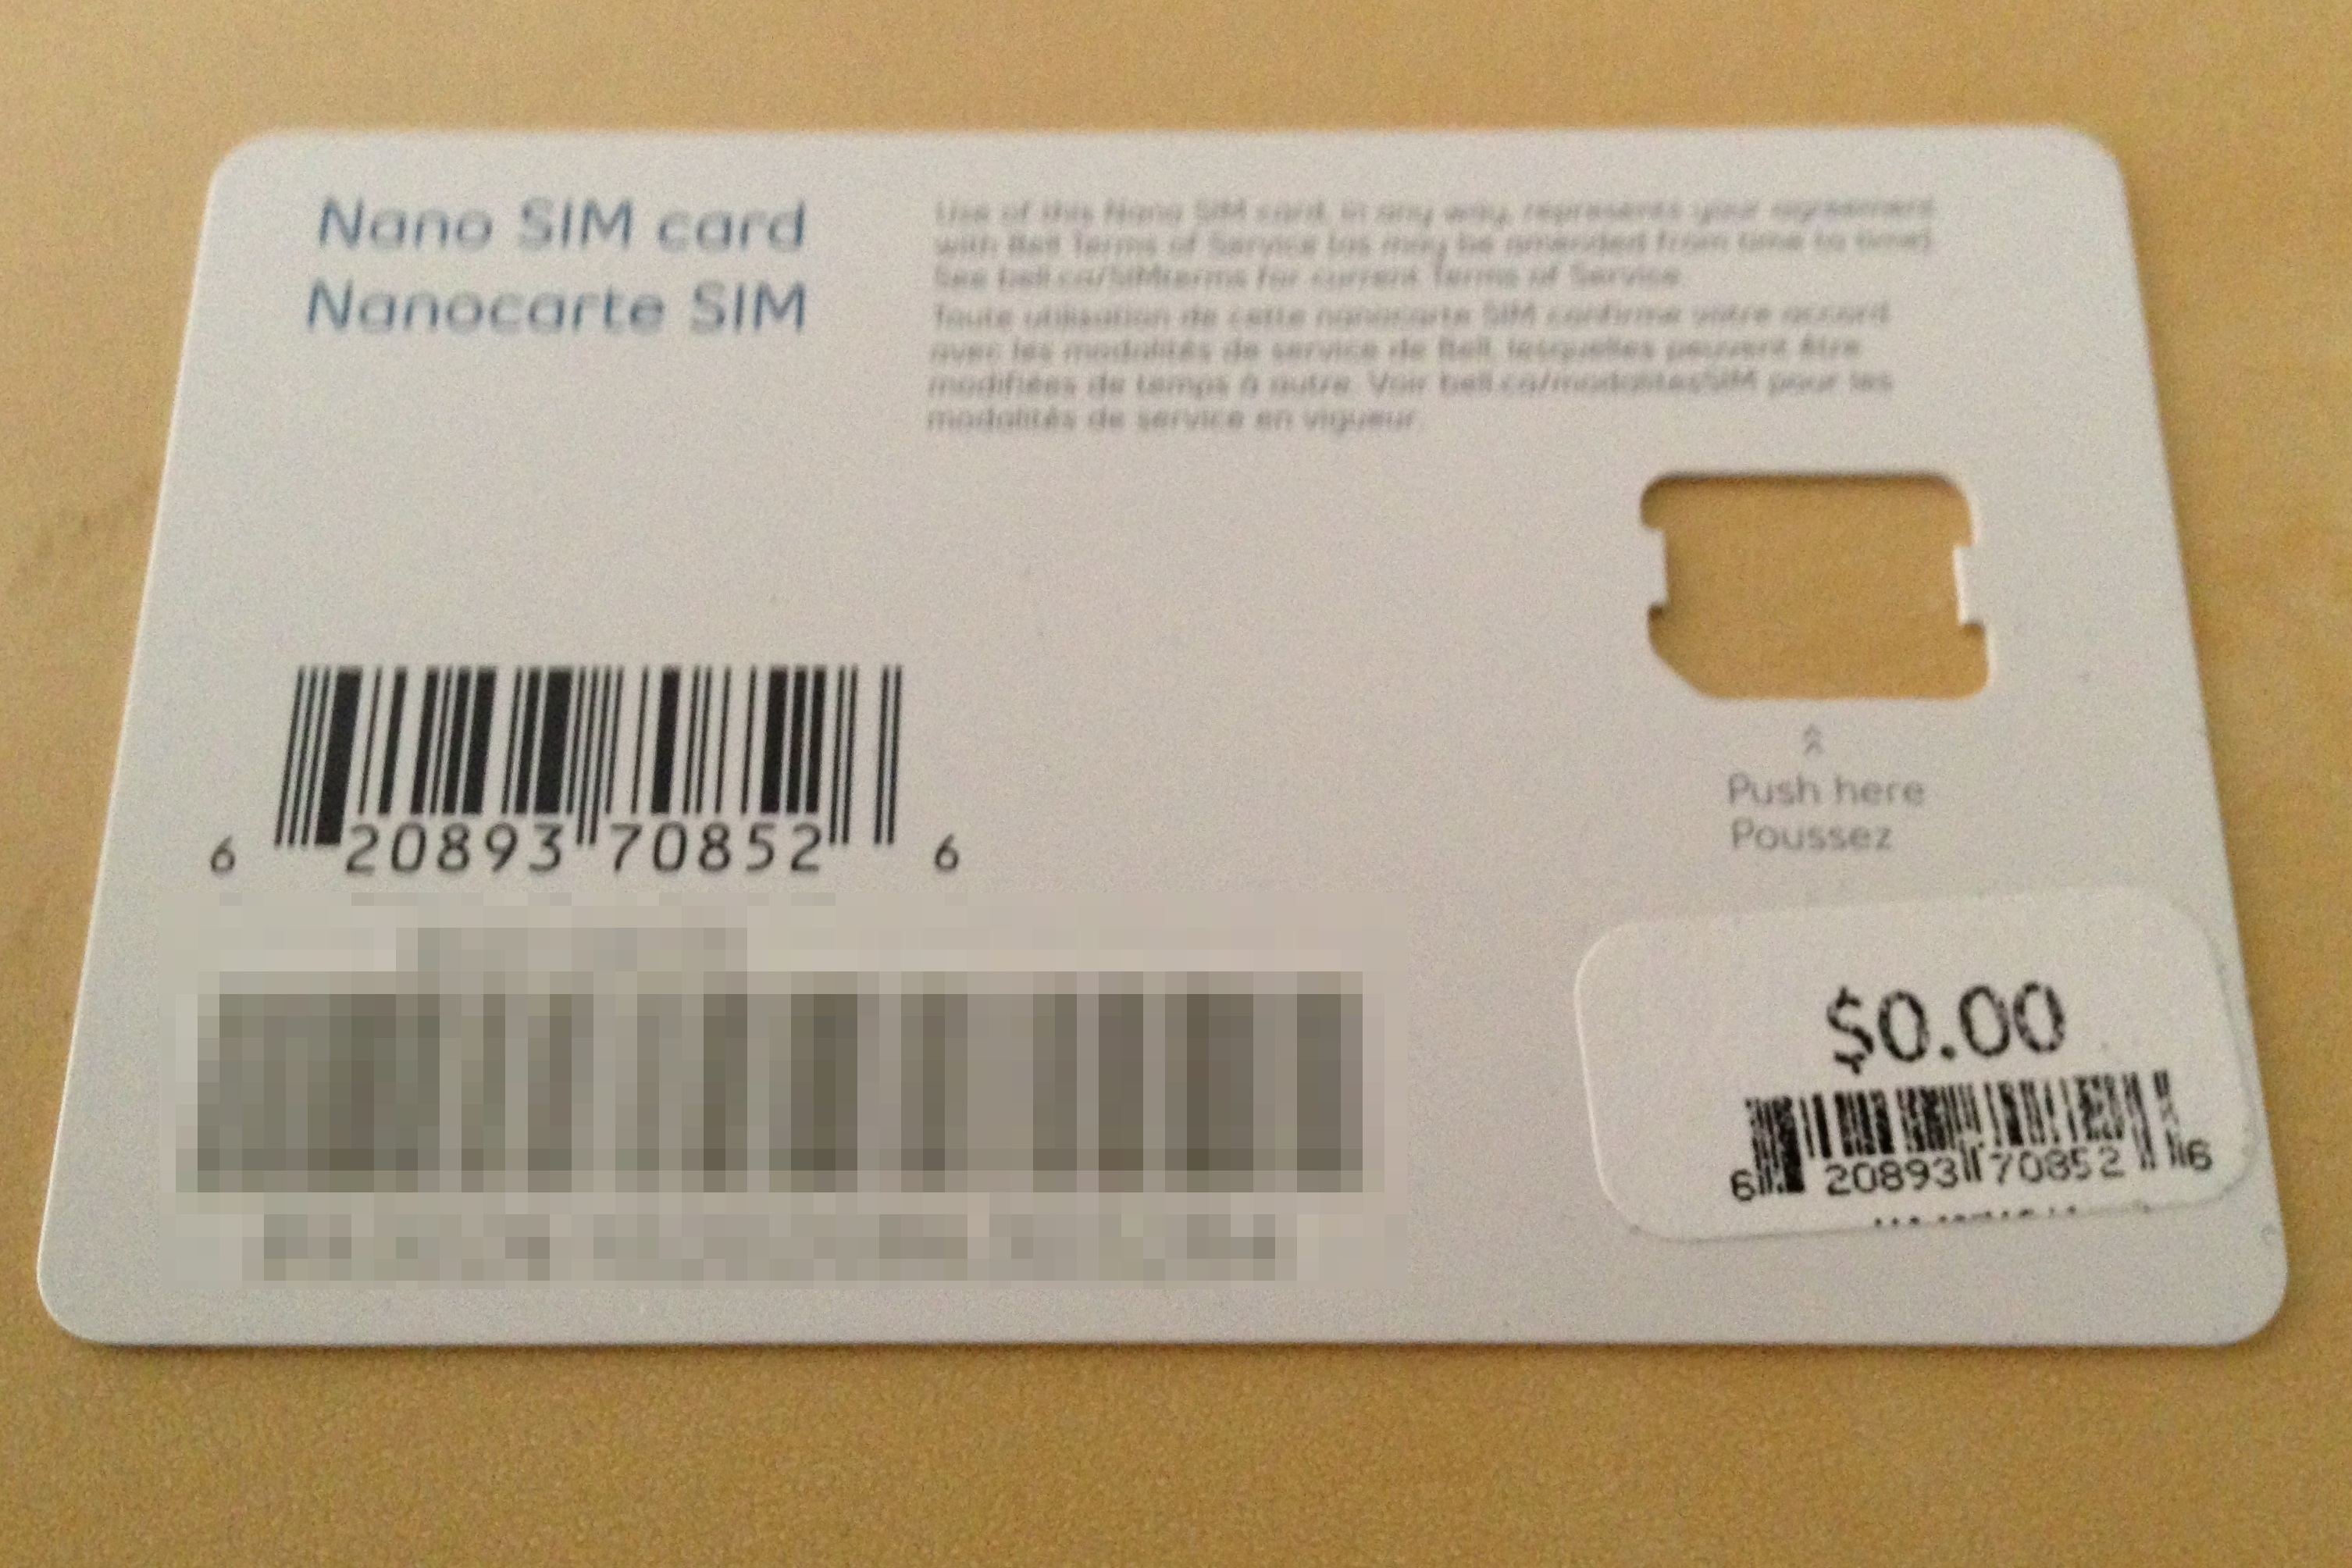 Nano SIM card
Nanocarte SIM
Use of this Nano SIM card, in any way, represents your agreement
with Bell Terms of Service (as may be amended from time to time).
See bell.ca/SIMterms for current Terms of Service.
Toute utilisation de cette nanocarte SIM confirme votre accord
avec les modalités de service de Bell, lesquelles peuvent être
modifiées de temps à autre. Voir bell.ca/modalitesSIM pour les
modalités de service en vigueur.
6 20893 70852 6
Push here
Poussez
$0.00
6 20893 70852 6